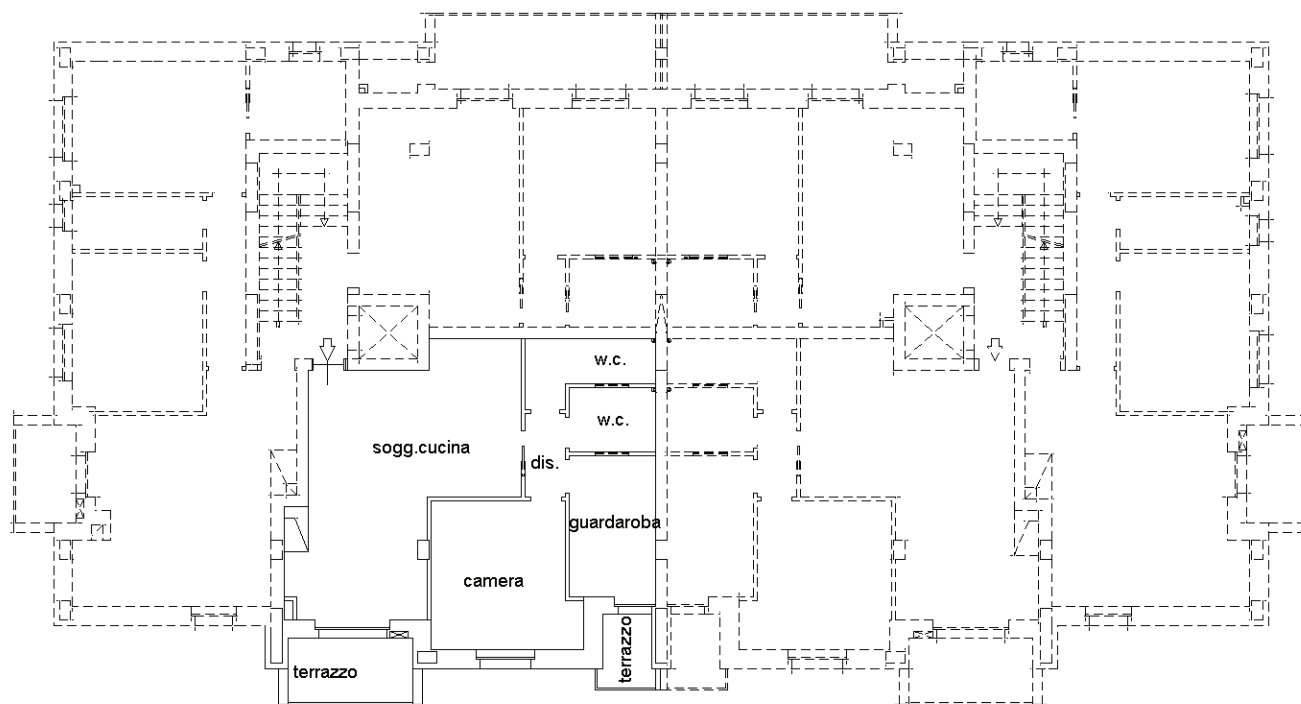 w.c.
w.c.
sogg.cucina
dis.
guardaroba
camera
terrazzo
terrazzo